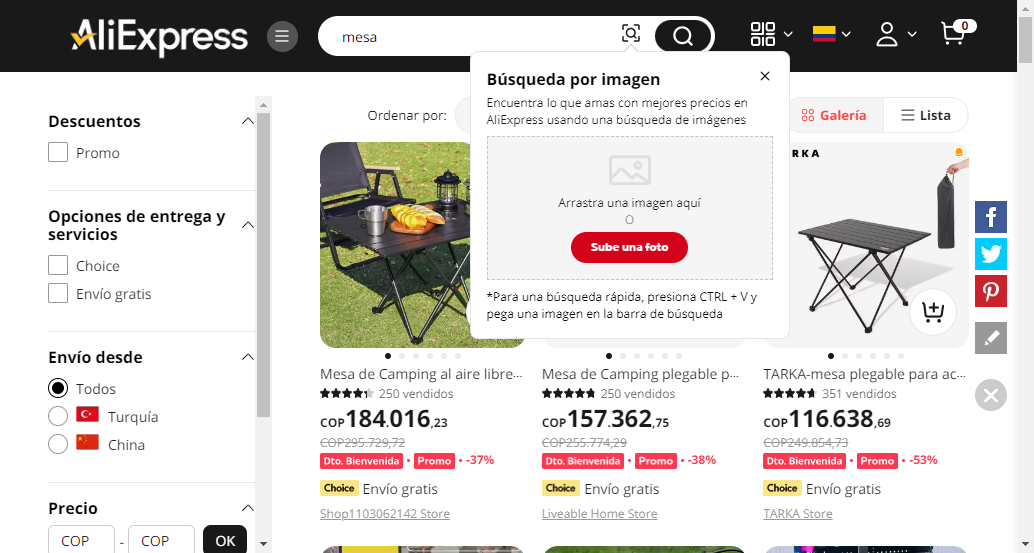 AliExpress
mesa
0
Búsqueda por imagen
Encuentra lo que amas con mejores precios en
AliExpress usando una búsqueda de imágenes
Arrastra una imagen aquí
O
Sube una foto
*Para una búsqueda rápida, presiona CTRL + V y
pega una imagen en la barra de búsqueda
Descuentos
Promo
Opciones de entrega y
servicios
Choice
Envío gratis
Envío desde
Todos
Turquía
China
Precio
COP - COP OK
Ordenar por:
Galería
Lista
Mesa de Camping al aire libre...
250 vendidos
COP184.016,23
COP295.729,72
Dto. Bienvenida · Promo · -37%
Choice Envío gratis
Shop1103062142 Store
Mesa de Camping plegable p...
250 vendidos
COP157.362,75
COP255.774,29
Dto. Bienvenida · Promo · -38%
Choice Envío gratis
Liveable Home Store
ARKA
TARKA-mesa plegable para ac...
351 vendidos
COP116.638,69
COP249.854,73
Dto. Bienvenida · Promo · -53%
Choice Envío gratis
TARKA Store